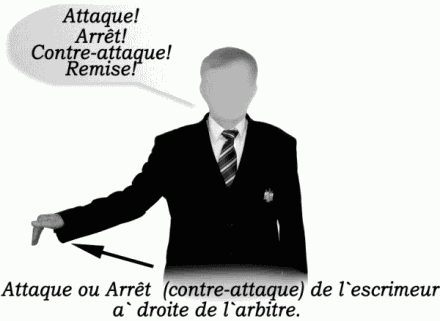 Attaque!
Arrêt!
Contre-attaque!
Remise!
Attaque ou Arrêt (contre-attaque) de l`escrimeur
a` droite de l`arbitre.